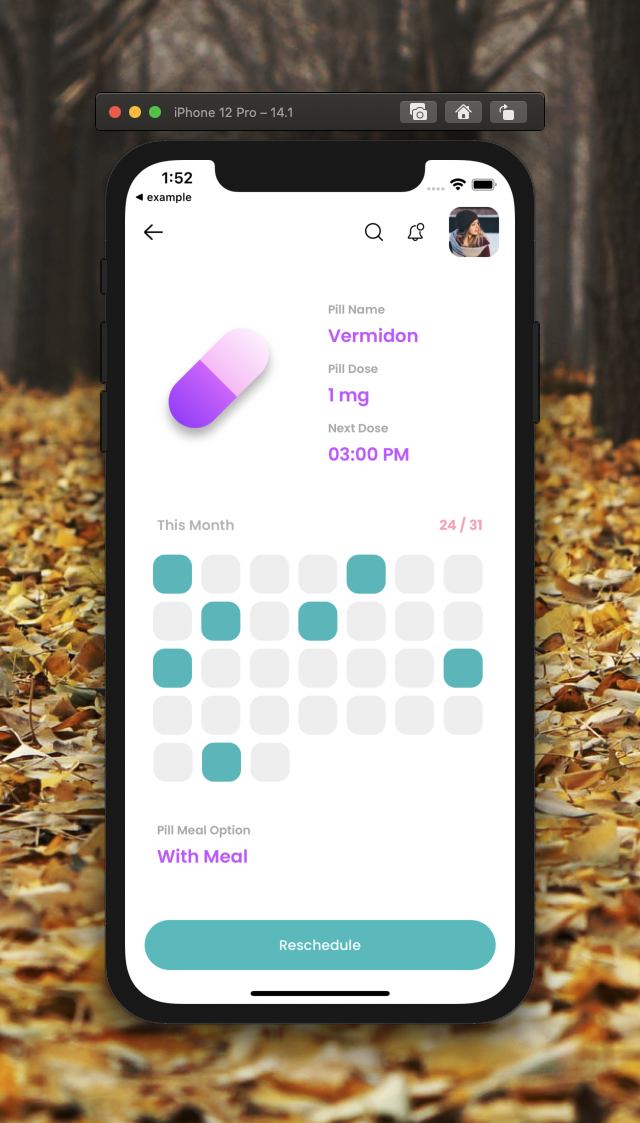 iPhone 12 Pro – 14.1
1:52
◀ example
Pill Name
Vermidon
Pill Dose
1 mg
Next Dose
03:00 PM
This Month
24 / 31
Pill Meal Option
With Meal
Reschedule